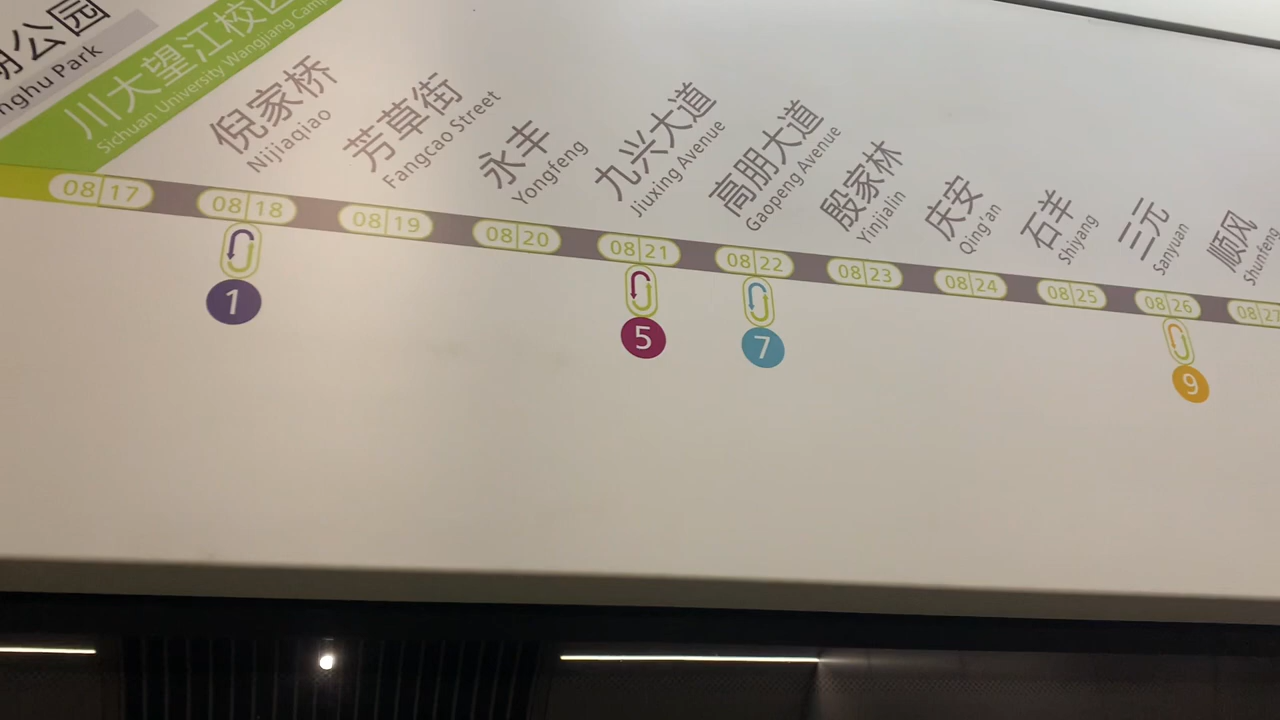 公园
nghu Park
川大望江校区
Sichuan University Wangjiang Camp
倪家桥
Nijiaqiao
芳草街
Fangcao Street
永丰
Yongfeng
九兴大道
Jiuxing Avenue
高朋大道
Gaopeng Avenue
殷家林
Yinjialin
庆安
Qing'an
石羊
Shiyang
三元
Sanyuan
顺风
Shunfeng
08|17
08|18
08|19
08|20
08|21
08|22
08|23
08|24
08|25
08|26
08|27
1
5
7
9